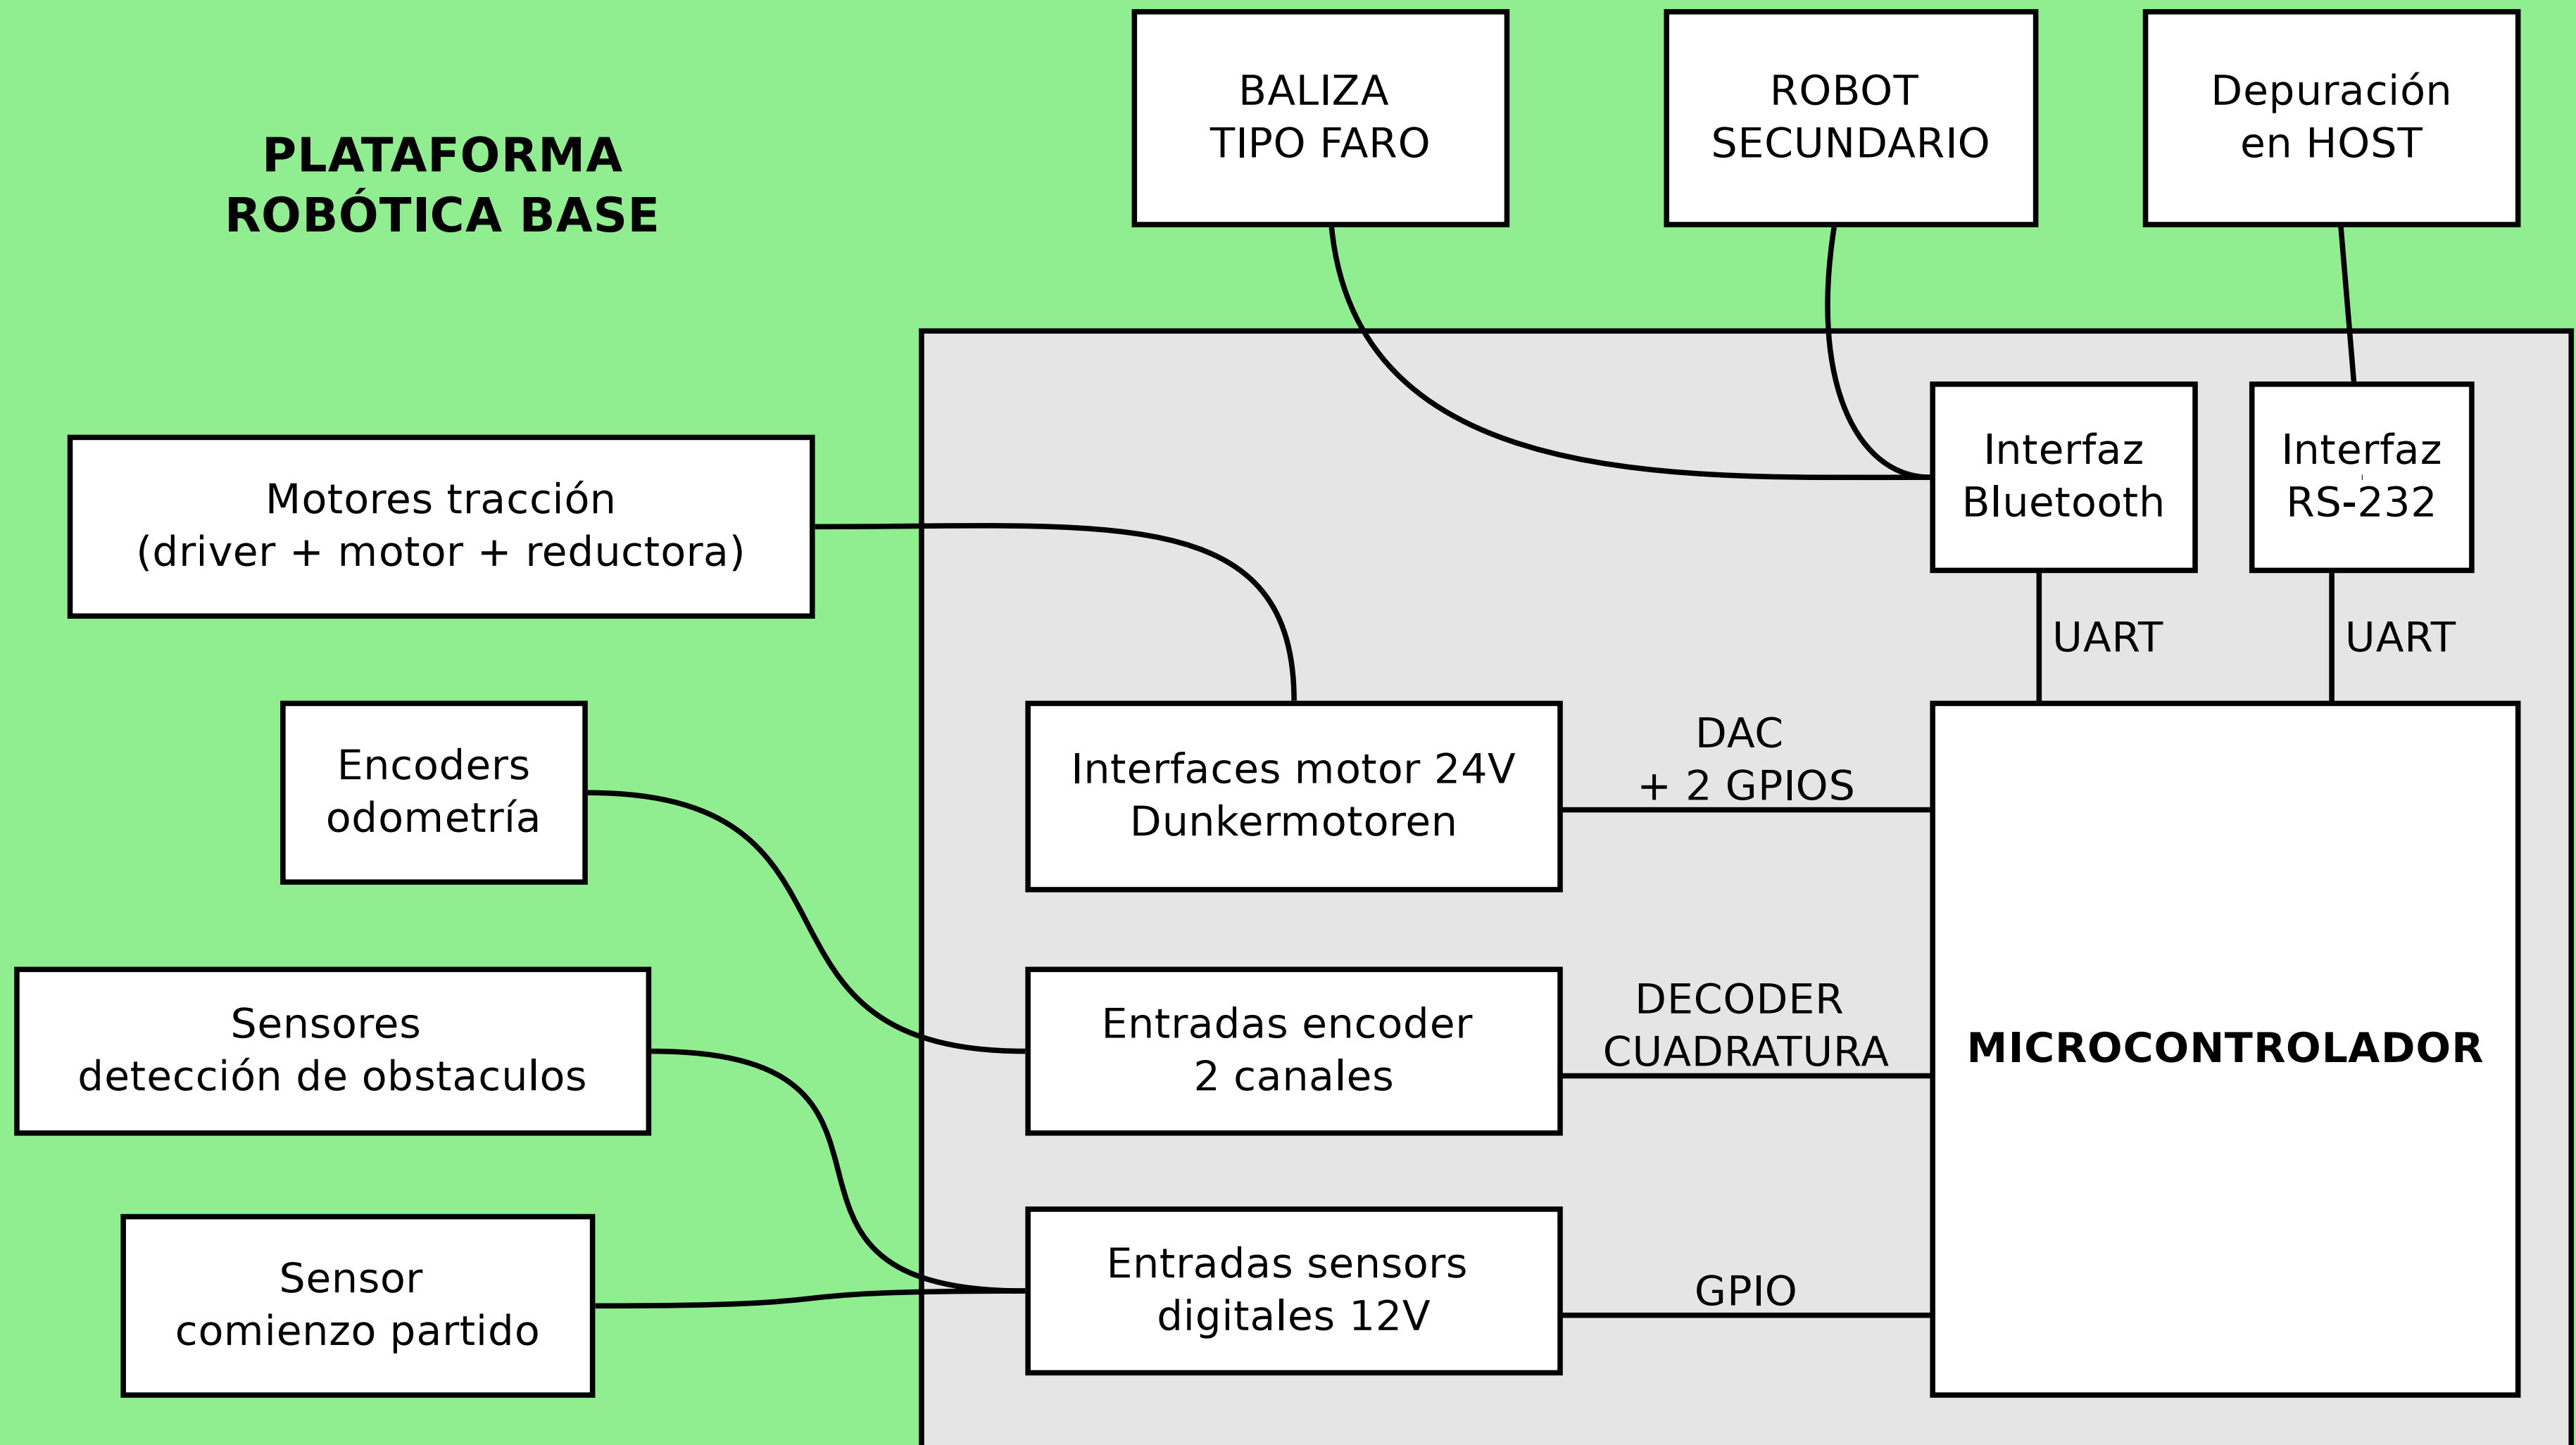 PLATAFORMA
ROBÓTICA BASE
BALIZA
TIPO FARO
ROBOT
SECUNDARIO
Depuración
en HOST
Motores tracción
(driver + motor + reductora)
Interfaz
Bluetooth
Interfaz
RS-232
UART
UART
Encoders
odometría
Interfaces motor 24V
Dunkermotoren
DAC
+ 2 GPIOS
Sensores
detección de obstaculos
Entradas encoder
2 canales
DECODER
CUADRATURA
MICROCONTROLADOR
Sensor
comienzo partido
Entradas sensors
digitales 12V
GPIO